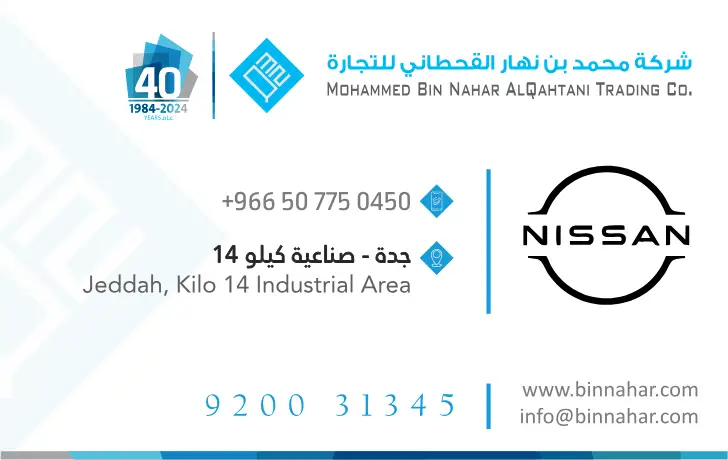 شركة محمد بن نهار القحطاني للتجارة
MOHAMMED BIN NAHAR ALQAHTANI TRADING CO.
40
1984-2024
YEARS عام
+966 50 775 0450
جدة - صناعية كيلو 14
Jeddah, Kilo 14 Industrial Area
NISSAN
9200 31345
www.binnahar.com
info@binnahar.com